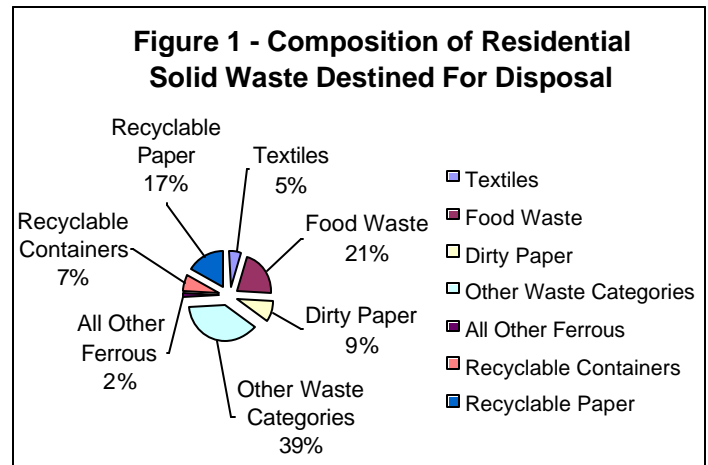 Figure 1 - Composition of Residential
Solid Waste Destined For Disposal
Recyclable
Paper
17%
Textiles
5%
Food Waste
21%
Dirty Paper
9%
Other Waste
Categories
39%
All Other
Ferrous
2%
Recyclable
Containers
7%
Textiles
Food Waste
Dirty Paper
Other Waste Categories
All Other Ferrous
Recyclable Containers
Recyclable Paper